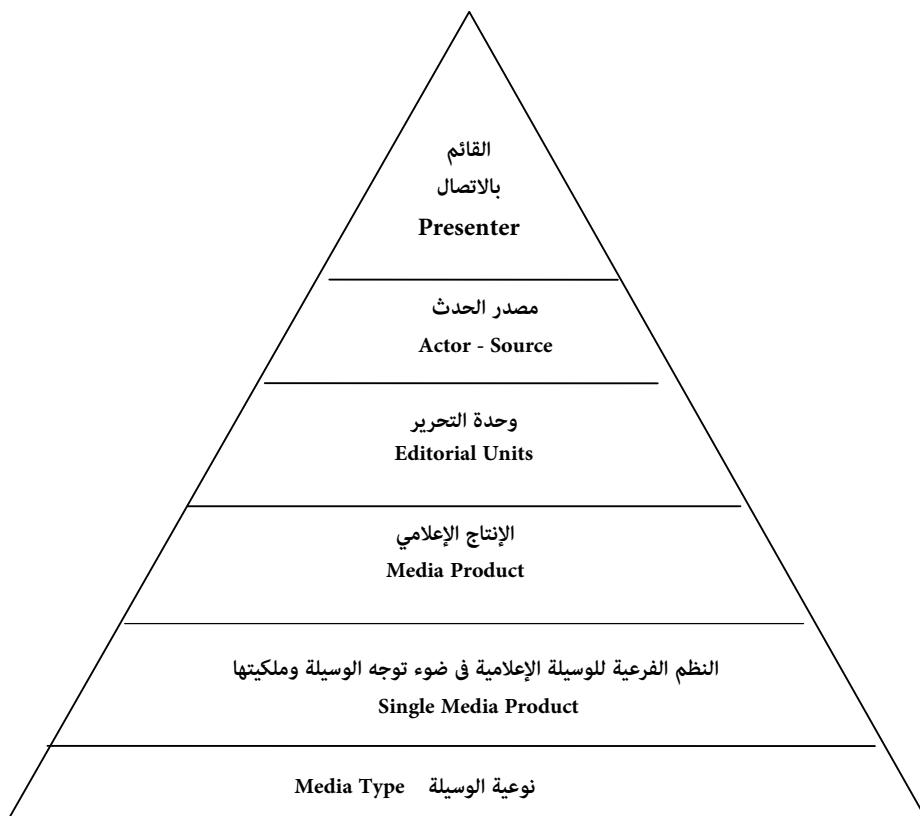 القائم
بالاتصال
Presenter
مصدر الحدث
Actor - Source
وحدة التحرير
Editorial Units
الإنتاج الإعلامي
Media Product
النظم الفرعية للوسيلة الإعلامية فى ضوء توجه الوسيلة وملكيتها
Single Media Product
نوعية الوسيلة Media Type